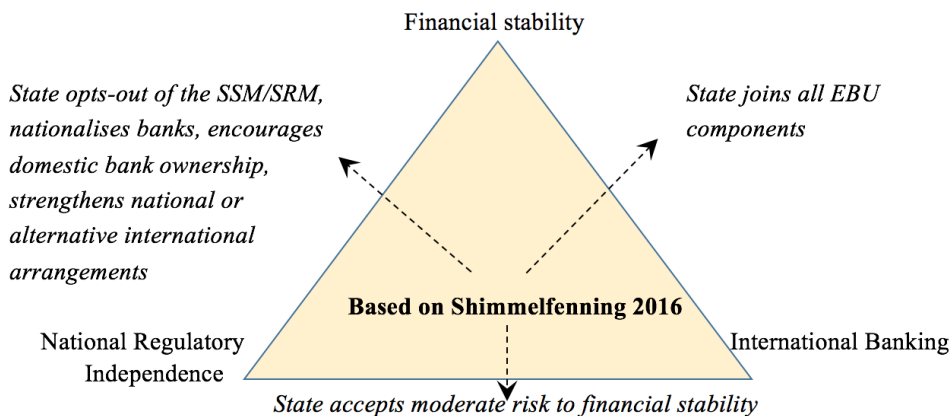 Financial stability
State opts-out of the SSM/SRM,
nationalises banks, encourages
domestic bank ownership,
strengthens national or
alternative international
arrangements
State joins all EBU
components
Based on Shimmelfenning 2016
National Regulatory
Independence
International Banking
State accepts moderate risk to financial stability